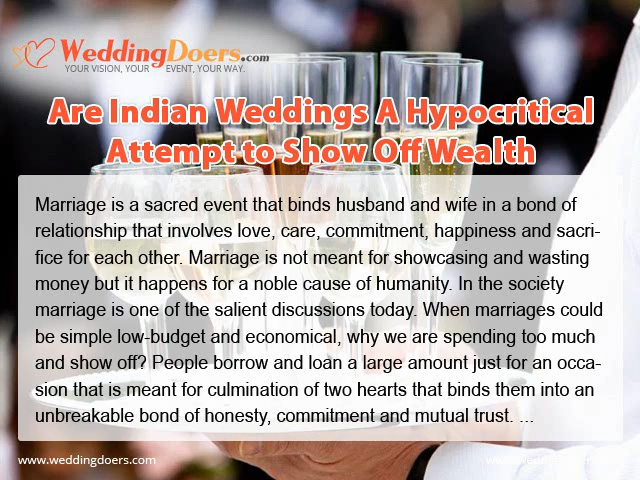 WeddingDoers.com
YOUR VISION, YOUR EVENT, YOUR WAY.
Are Indian Weddings A Hypocritical
Attempt to Show Off Wealth
Marriage is a sacred event that binds husband and wife in a bond of
relationship that involves love, care, commitment, happiness and sacri-
fice for each other. Marriage is not meant for showcasing and wasting
money but it happens for a noble cause of humanity. In the society
marriage is one of the salient discussions today. When marriages could
be simple low-budget and economical, why we are spending too much
and show off? People borrow and loan a large amount just for an occa-
sion that is meant for culmination of two hearts that binds them into an
unbreakable bond of honesty, commitment and mutual trust. ...
www.weddingdoers.com
www.weddingdoers.com